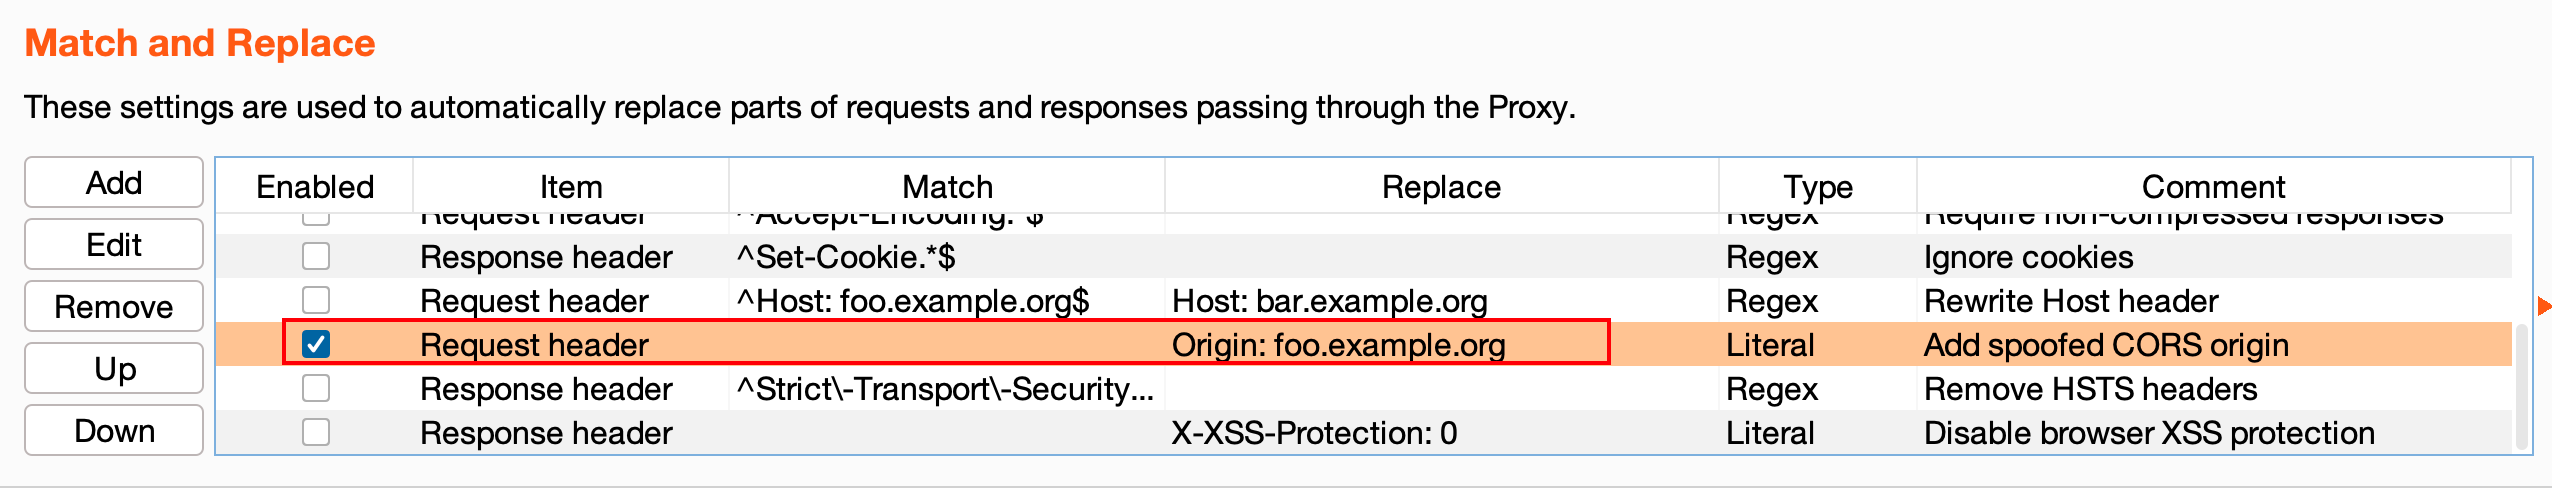 Match and Replace
These settings are used to automatically replace parts of requests and responses passing through the Proxy.
Add
Edit
Remove
Up
Down
Enabled Item Match Replace Type Comment
Request header ^Accept-Encoding.*$ Regex Require non-compressed responses
Response header ^Set-Cookie.*$ Regex Ignore cookies
Request header ^Host: foo.example.org$ Host: bar.example.org Regex Rewrite Host header
Request header Origin: foo.example.org Literal Add spoofed CORS origin
Response header ^Strict\-Transport\-Security... Regex Remove HSTS headers
Response header X-XSS-Protection: 0 Literal Disable browser XSS protection